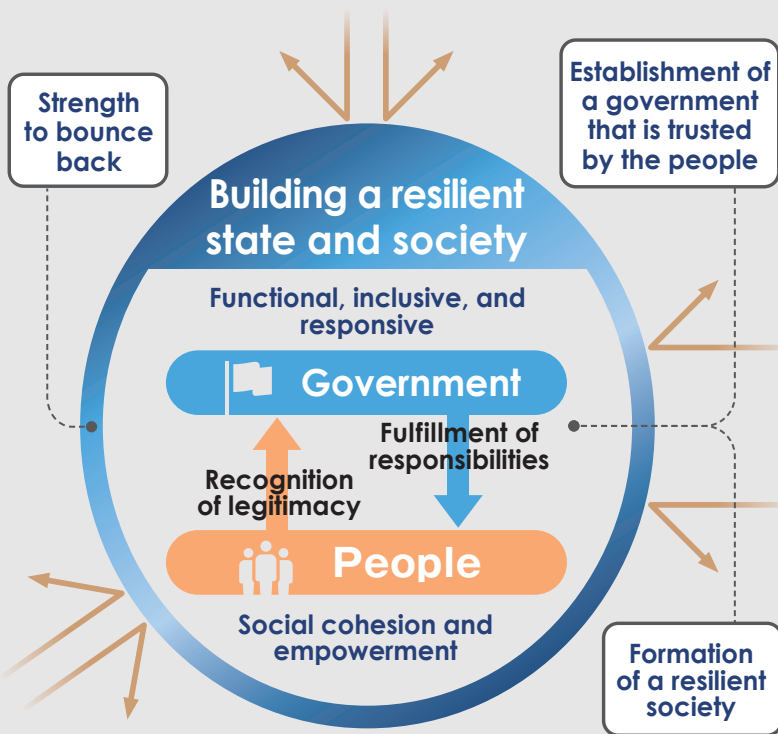 Strength
to bounce
back
Establishment of
a government
that is trusted
by the people
Building a resilient
state and society
Functional, inclusive, and
responsive
Government
Fulfillment of
responsibilities
Recognition
of legitimacy
People
Social cohesion and
empowerment
Formation
of a resilient
society